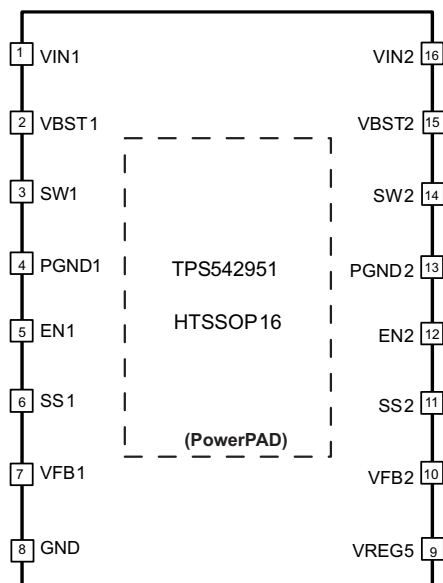 1 VIN1 VIN2 16
2 VBST1 VBST2 15
3 SW1 SW2 14
4 PGND1 PGND2 13
TPS542951
HTSSOP16
5 EN1 EN2 12
6 SS1 SS2 11
(PowerPAD)
7 VFB1 VFB2 10
8 GND VREG5 9